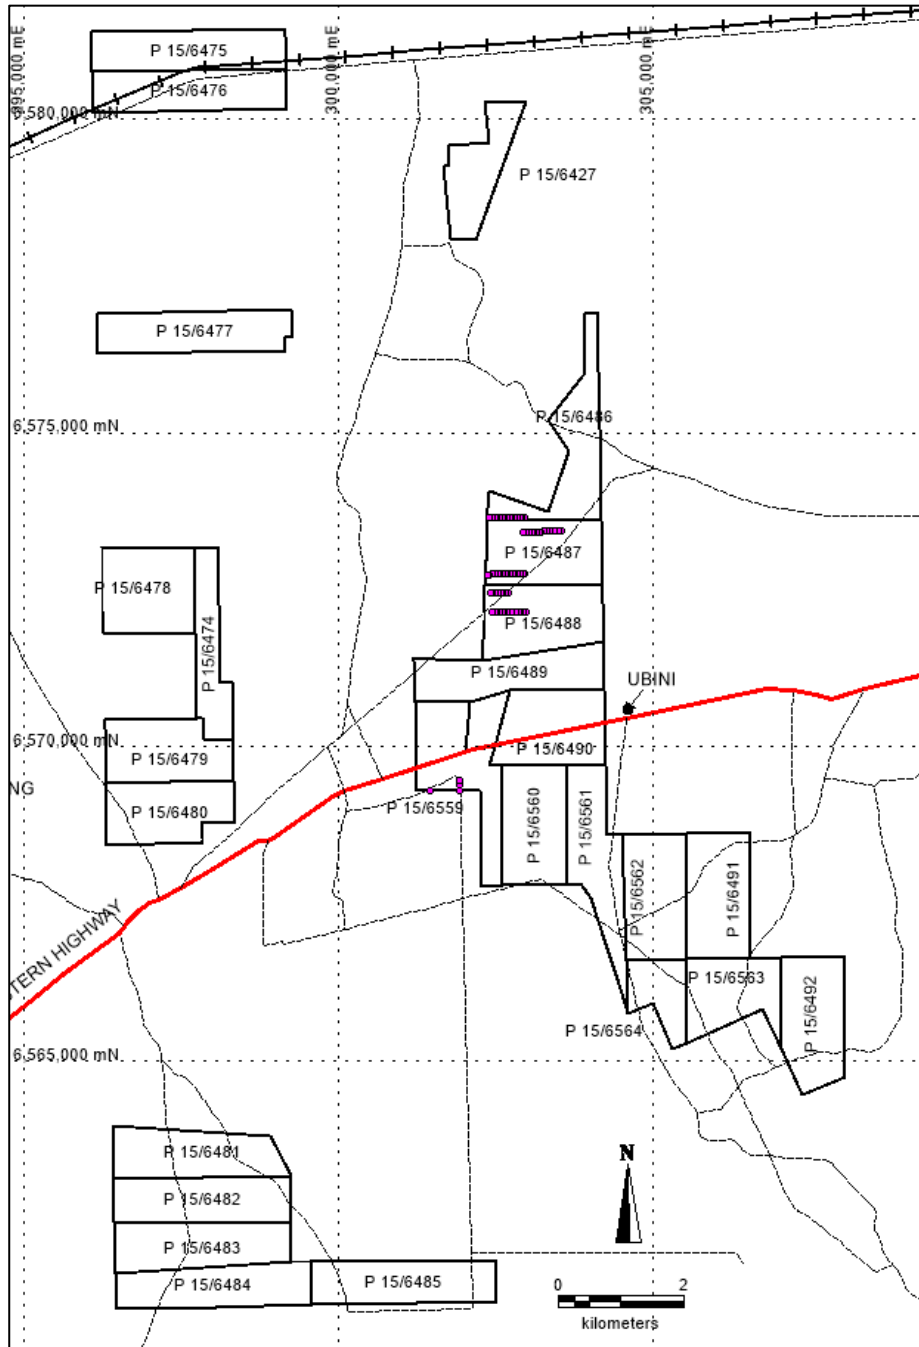 295,000 mE
300,000 mE
305,000 mE
P 15/6475
P 15/6476
6,580,000 mN
P 15/6427
P 15/6477
P 15/6486
6,575,000 mN
P 15/6487
P 15/6478
P 15/6488
P 15/6474
P 15/6489
UBINI
6,570,000 mN
P 15/6490
P 15/6479
NG
P 15/6480
P 15/6559
P 15/6560
P 15/6561
P 15/6562
P 15/6491
STERN HIGHWAY
P 15/6563
P 15/6492
P 15/6564
6,565,000 mN
P 15/6481
N
P 15/6482
P 15/6483
P 15/6484
P 15/6485
0 2
kilometers